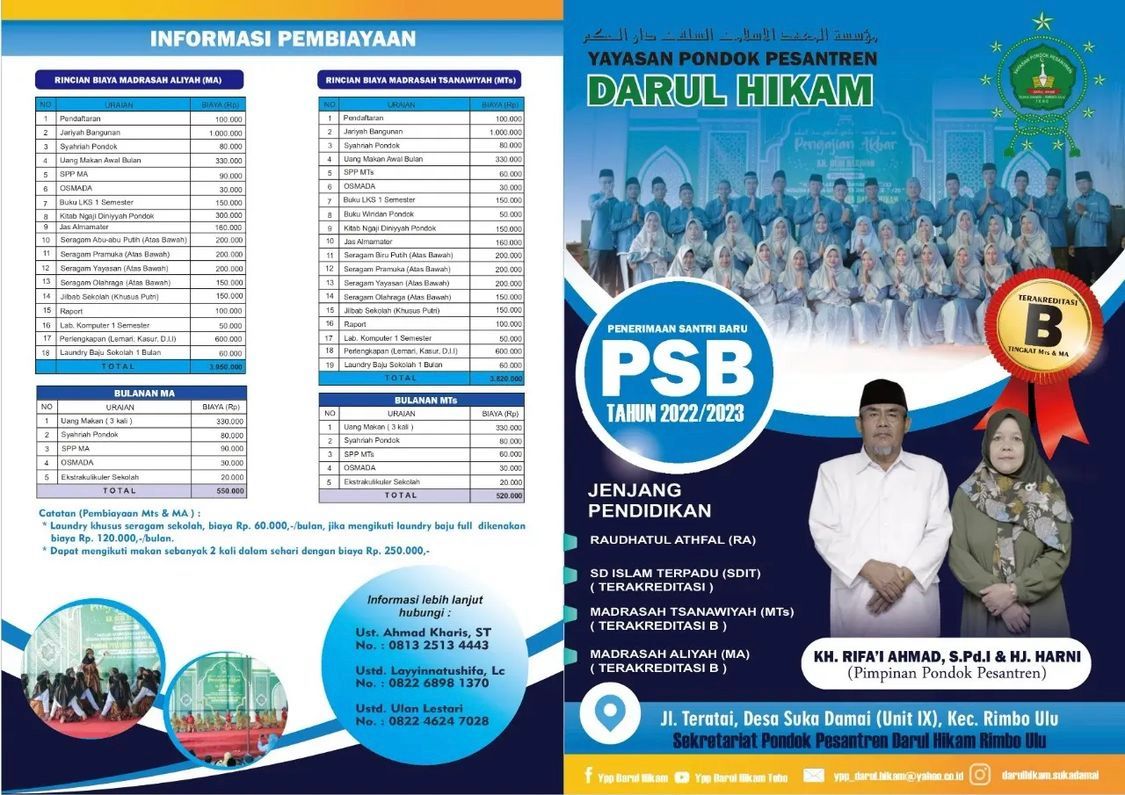 INFORMASI PEMBIAYAAN
RINCIAN BIAYA MADRASAH ALIYAH (MA)
NO URAIAN BIAYA (Rp)
1 Pendaftaran 100.000
2 Jariyah Bangunan 1.000.000
3 Syahriah Pondok 80.000
4 Uang Makan Awal Bulan 330.000
5 SPP MA 90.000
6 OSMADA 30.000
7 Buku LKS 1 Semester 150.000
8 Kitab Ngaji Diniyyah Pondok 300.000
9 Jas Almamater 160.000
10 Seragam Abu-abu Putih (Atas Bawah) 200.000
11 Seragam Pramuka (Atas Bawah) 200.000
12 Seragam Yayasan (Atas Bawah) 200.000
13 Seragam Olahraga (Atas Bawah) 150.000
14 Jilbab Sekolah (Khusus Putri) 150.000
15 Raport 100.000
16 Lab. Komputer 1 Semester 50.000
17 Perlengkapan (Lemari, Kasur, D.l.l) 600.000
18 Laundry Baju Sekolah 1 Bulan 60.000
TOTAL 3.950.000
BULANAN MA
NO URAIAN BIAYA (Rp)
1 Uang Makan ( 3 kali ) 330.000
2 Syahriah Pondok 80.000
3 SPP MA 90.000
4 OSMADA 30.000
5 Ekstrakulikuler Sekolah 20.000
TOTAL 550.000
RINCIAN BIAYA MADRASAH TSANAWIYAH (MTs)
NO URAIAN BIAYA (Rp)
1 Pendaftaran 100.000
2 Jariyah Bangunan 1.000.000
3 Syahriah Pondok 80.000
4 Uang Makan Awal Bulan 330.000
5 SPP MTs 60.000
6 OSMADA 30.000
7 Buku LKS 1 Semester 150.000
8 Buku Wiridan Pondok 50.000
9 Kitab Ngaji Diniyyah Pondok 150.000
10 Jas Almamater 160.000
11 Seragam Biru Putih (Atas Bawah) 200.000
12 Seragam Pramuka (Atas Bawah) 200.000
13 Seragam Yayasan (Atas Bawah) 200.000
14 Seragam Olahraga (Atas Bawah) 150.000
15 Jilbab Sekolah (Khusus Putri) 150.000
16 Raport 100.000
17 Lab. Komputer 1 Semester 50.000
18 Perlengkapan (Lemari, Kasur, D.l.l) 600.000
19 Laundry Baju Sekolah 1 Bulan 60.000
TOTAL 3.820.000
BULANAN MTs
NO URAIAN BIAYA (Rp)
1 Uang Makan ( 3 kali ) 330.000
2 Syahriah Pondok 80.000
3 SPP MTs 60.000
4 OSMADA 30.000
5 Ekstrakulikuler Sekolah 20.000
TOTAL 520.000
Catatan (Pembiayaan Mts & MA ) :
* Laundry khusus seragam sekolah, biaya Rp. 60.000,-/bulan, jika mengikuti laundry baju full dikenakan
biaya Rp. 120.000,-/bulan.
* Dapat mengikuti makan sebanyak 2 kali dalam sehari dengan biaya Rp. 250.000,-
Informasi lebih lanjut
hubungi :
Ust. Ahmad Kharis, ST
No. : 0813 2513 4443
Ustd. Layyinnatushifa, Lc
No. : 0822 6898 1370
Ustd. Ulan Lestari
No. : 0822 4624 7028
YAYASAN PONDOK PESANTREN
DARUL HIKAM
YAYASAN PONDOK PESANTREN
Pengajian Akbar
PENERIMAAN SANTRI BARU
PSB
TAHUN 2022/2023
TERAKREDITASI
B
TINGKAT Mts & MA
JENJANG
PENDIDIKAN
RAUDHATUL ATHFAL (RA)
SD ISLAM TERPADU (SDIT)
( TERAKREDITASI )
MADRASAH TSANAWIYAH (MTs)
( TERAKREDITASI B )
MADRASAH ALIYAH (MA)
( TERAKREDITASI B )
KH. RIFA'I AHMAD, S.Pd.I & HJ. HARNI
(Pimpinan Pondok Pesantren)
Jl. Teratai, Desa Suka Damai (Unit IX), Kec. Rimbo Ulu
Sekretariat Pondok Pesantren Darul Hikam Rimbo Ulu
Ypp Darul Hikam
Ypp Darul Hikam Tebo
ypp_darul.hikam@yahoo.co.id
darulhikam.sukadamai